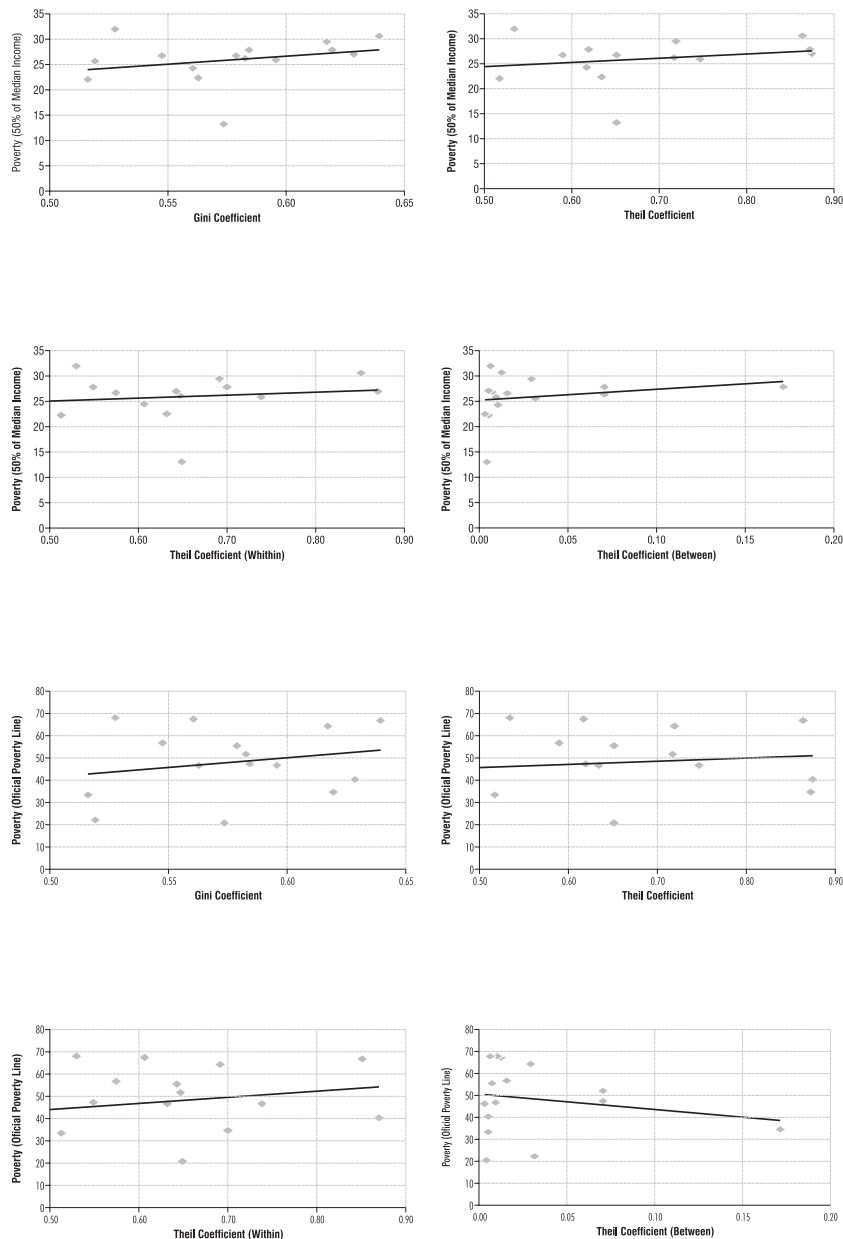 Poverty (50% of Median Income)
35
30
25
20
15
10
5
0
0.50 0.55 0.60 0.65
Gini Coefficient
Poverty (50% of Median Income)
35
30
25
20
15
10
5
0
0.50 0.60 0.70 0.80 0.90
Theil Coefficient
Poverty (50% of Median Income)
35
30
25
20
15
10
5
0
0.50 0.60 0.70 0.80 0.90
Theil Coefficient (Whithin)
Poverty (50% of Median Income)
35
30
25
20
15
10
5
0
0.00 0.05 0.10 0.15 0.20
Theil Coefficient (Between)
Poverty (Oficial Poverty Line)
80
70
60
50
40
30
20
10
0
0.50 0.55 0.60 0.65
Gini Coefficient
Poverty (Oficial Poverty Line)
80
70
60
50
40
30
20
10
0
0.50 0.60 0.70 0.80 0.90
Theil Coefficient
Poverty (Oficial Poverty Line)
80
70
60
50
40
30
20
10
0
0.50 0.60 0.70 0.80 0.90
Theil Coefficient (Within)
Poverty (Oficial Poverty Line)
80
70
60
50
40
30
20
10
0
0.00 0.05 0.10 0.15 0.20
Theil Coefficient (Between)